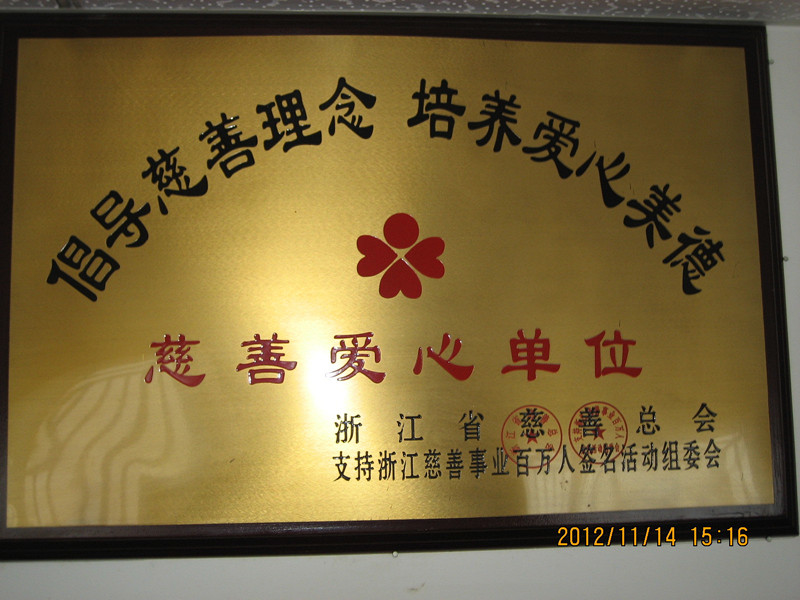 倡导慈善理念 培养爱心美德
慈善爱心单位
浙江省慈善总会
支持浙江慈善事业百万人签名活动组委会
2012/11/14 15:16